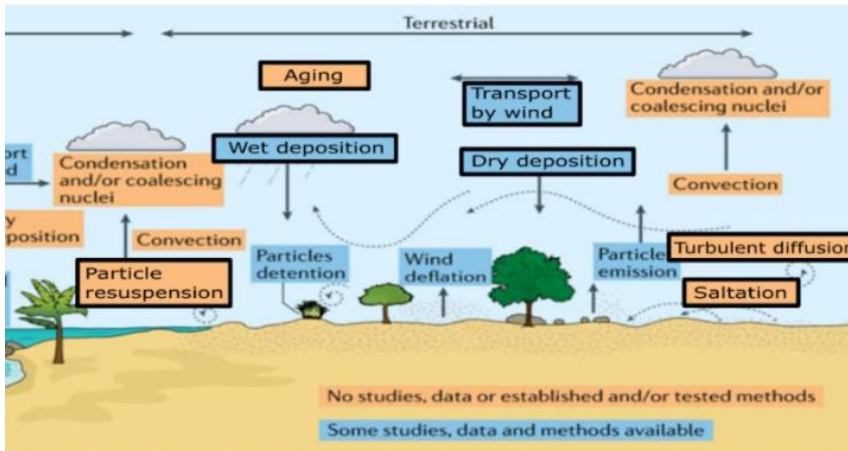 Terrestrial
Aging
Transport
by wind
Condensation and/or
coalescing nuclei
Wet deposition
Condensation
and/or coalescing
nuclei
Dry deposition
Convection
position
Convection
Particles
detention
Wind
deflation
emission
Turbulent diffusion
Particle
resuspension
Saltation
No studies, data or established and/or tested methods
Some studies, data and methods available